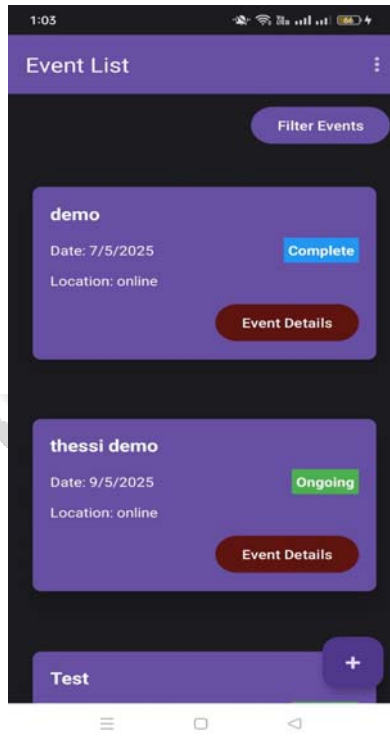 1:03
66
Event List
Filter Events
demo
Date: 7/5/2025
Complete
Location: online
Event Details
thessi demo
Date: 9/5/2025
Ongoing
Location: online
Event Details
+
Test